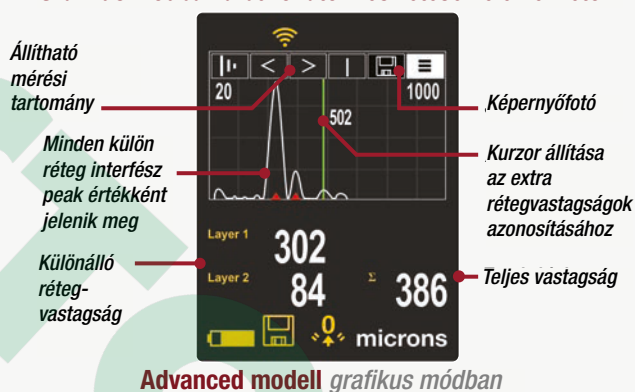 Állítható
mérési
tartomány
Minden külön
réteg interfész
peak értékként
jelenik meg
Különálló
réteg-
vastagság
20
1000
502
Layer 1
302
Layer 2
84
Σ
386
0
microns
Képernyőfotó
Kurzor állítása
az extra
rétegvastagságok
azonosításához
Teljes vastagság
Advanced modell grafikus módban